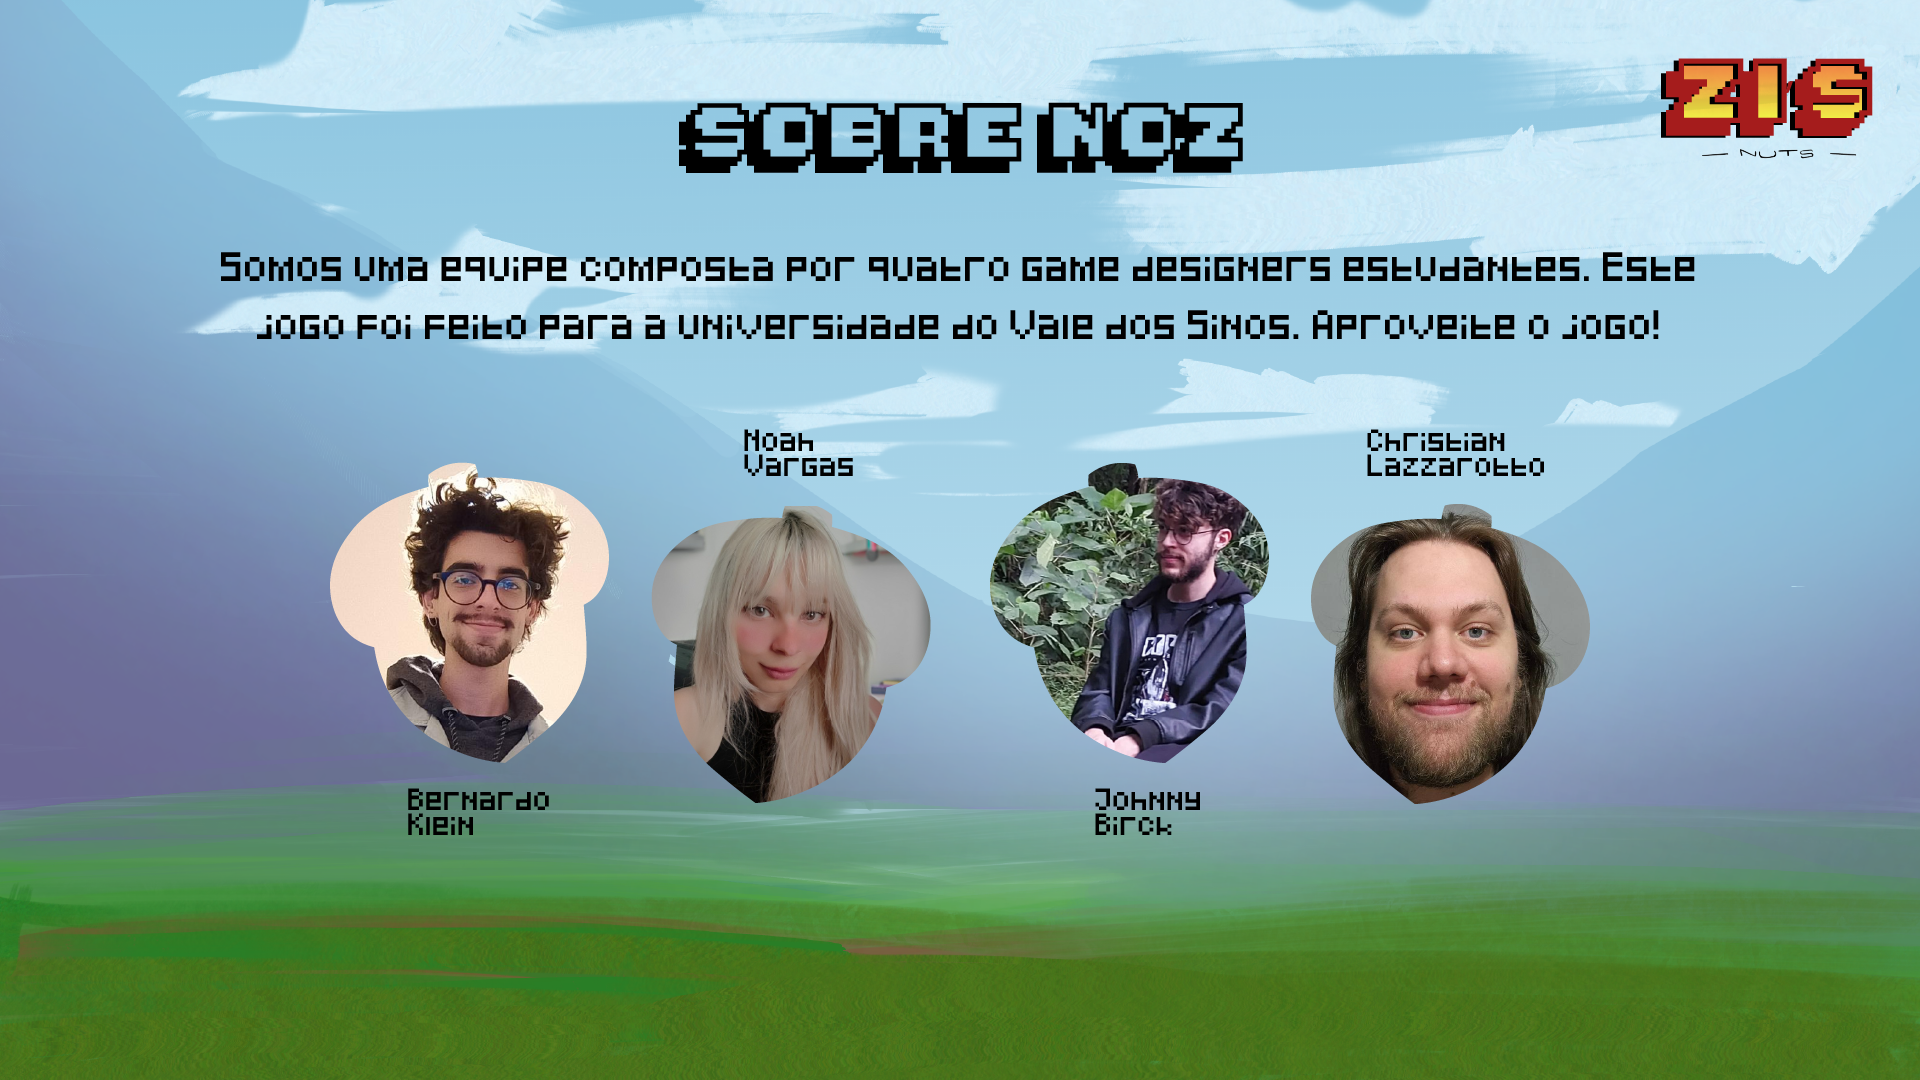 ZIS
NUTS
SOBRE NOZ
Somos uma equipe composta por quatro game designers estudantes. Este
jogo foi feito para a universidade do Vale dos Sinos. Aproveite o jogo!
Noah
Vargas
Christian
Lazzarotto
Bernardo
Klein
Johnny
Birck